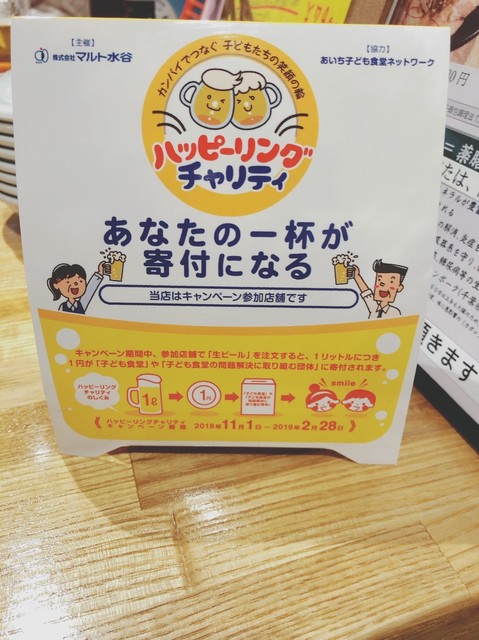 【主催】
株式会社マルト水谷
【協力】
あいち子ども食堂ネットワーク
カンパイでつなぐ 子どもたちの笑顔の輪
ハッピーリング
チャリティ
あなたの一杯が
寄付になる
当店はキャンペーン参加店です
キャンペーン期間中、参加店舗で「生ビール」を注文すると、1リットルにつき
1円が「子ども食堂」や「子ども食堂の問題解決に取り組む団体」に寄付されます。
ハッピーリング
チャリティ
のしくみ
1ℓ
1円
smile
ハッピーリングチャリティ
キャンペーン期間
2018年11月1日〜2019年2月28日
0円
頂きます